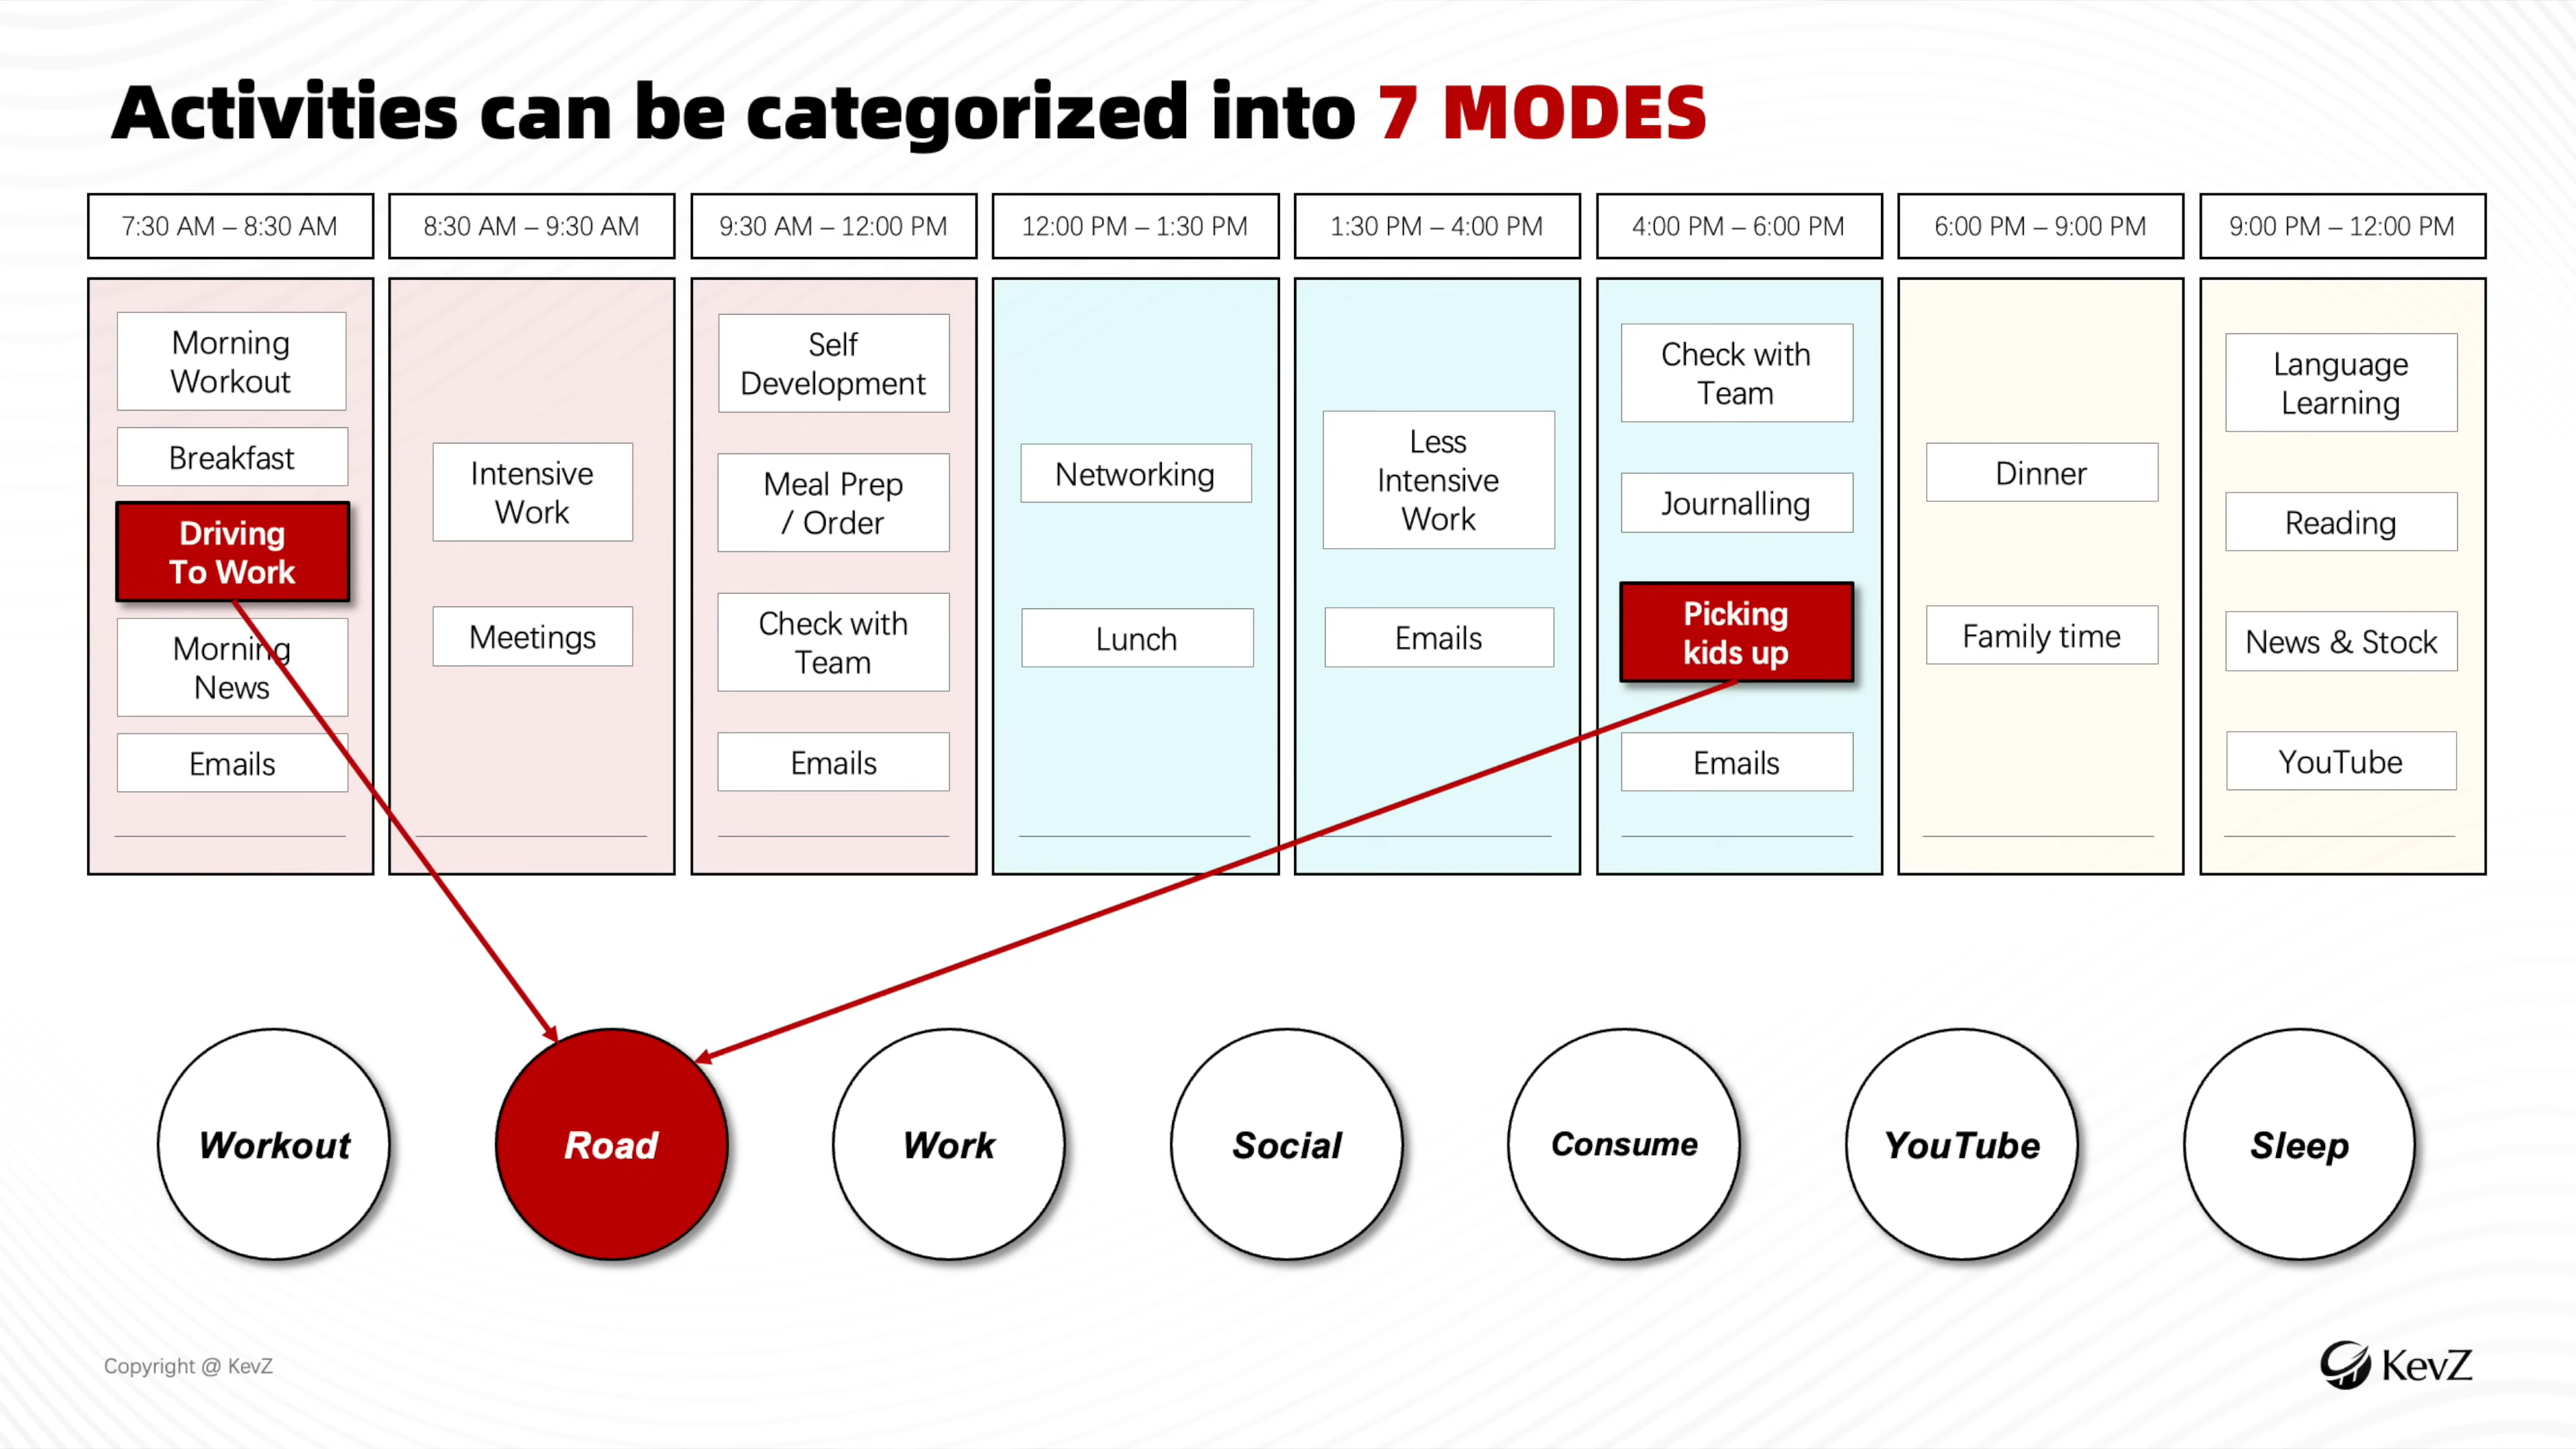 Activities can be categorized into 7 MODES
7:30 AM – 8:30 AM
8:30 AM – 9:30 AM
9:30 AM – 12:00 PM
12:00 PM – 1:30 PM
1:30 PM – 4:00 PM
4:00 PM – 6:00 PM
6:00 PM – 9:00 PM
9:00 PM – 12:00 PM
Morning
Workout
Breakfast
Driving
To Work
Morning
News
Emails
Intensive
Work
Meetings
Self
Development
Meal Prep
/ Order
Check with
Team
Emails
Networking
Lunch
Less
Intensive
Work
Emails
Check with
Team
Journalling
Picking
kids up
Emails
Dinner
Family time
Language
Learning
Reading
News & Stock
YouTube
Workout
Road
Work
Social
Consume
YouTube
Sleep
Copyright @ KevZ
KevZ